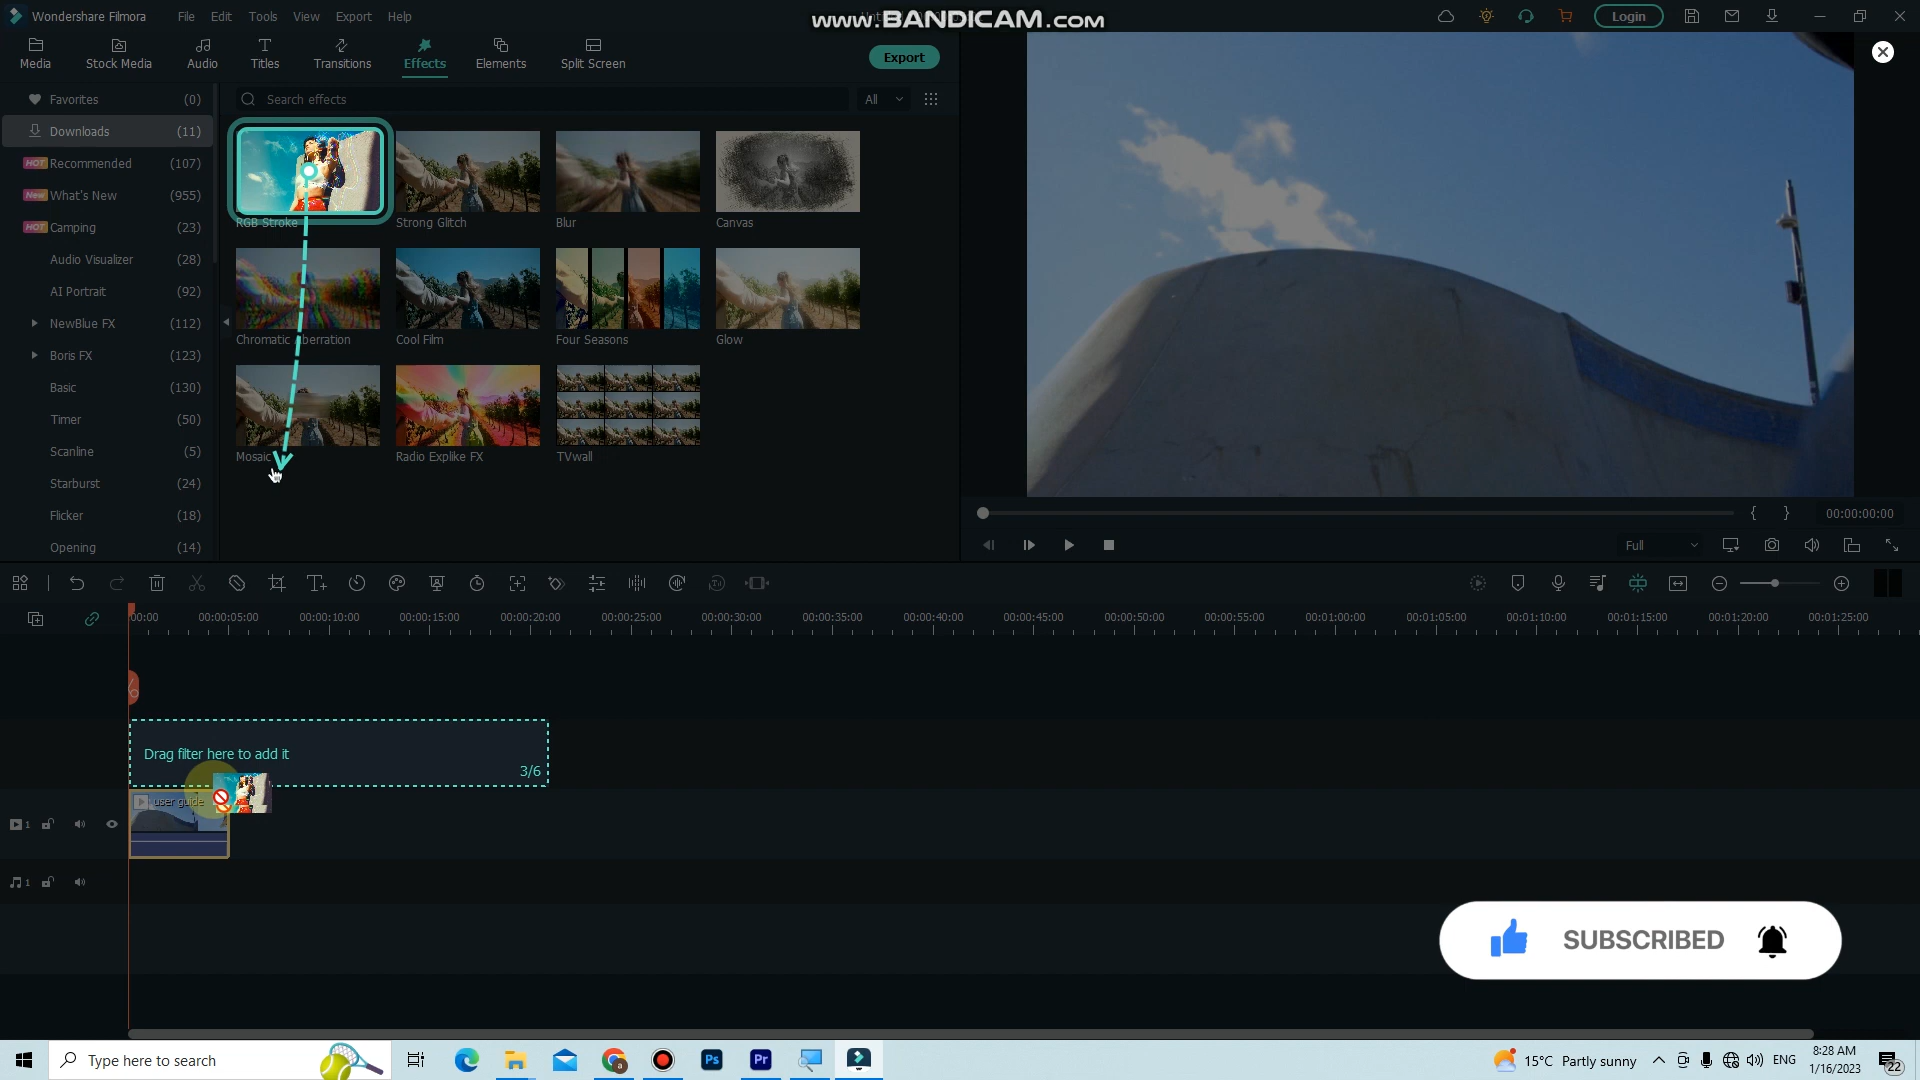 Wondershare Filmora
File Edit Tools View Export Help
www.BANDICAM.com
Login
Media Stock Media Audio Titles Transitions Effects Elements Split Screen
Export
Favorites (0)
Search effects
All
Downloads (11)
HOT Recommended (107)
New What's New (955)
HOT Camping (23)
Audio Visualizer (28)
AI Portrait (92)
NewBlue FX (112)
Boris FX (123)
Basic (130)
Timer (50)
Scanline (5)
Starburst (24)
Flicker (18)
Opening (14)
RGB Stroke Strong Glitch Blur Canvas
Chromatic Aberration Cool Film Four Seasons Glow
Mosaic Radio Explike FX TVwall
{ } 00:00:00:00
Full
:00:00 00:00:05:00 00:00:10:00 00:00:15:00 00:00:20:00 00:00:25:00 00:00:30:00 00:00:35:00 00:00:40:00 00:00:45:00 00:00:50:00 00:00:55:00 00:01:00:00 00:01:05:00 00:01:10:00 00:01:15:00 00:01:20:00 00:01:25:00
Drag filter here to add it
3/6
user guide
1
1
SUBSCRIBED
Type here to search
Ps
Pr
15°C Partly sunny
ENG
8:28 AM
1/16/2023
22